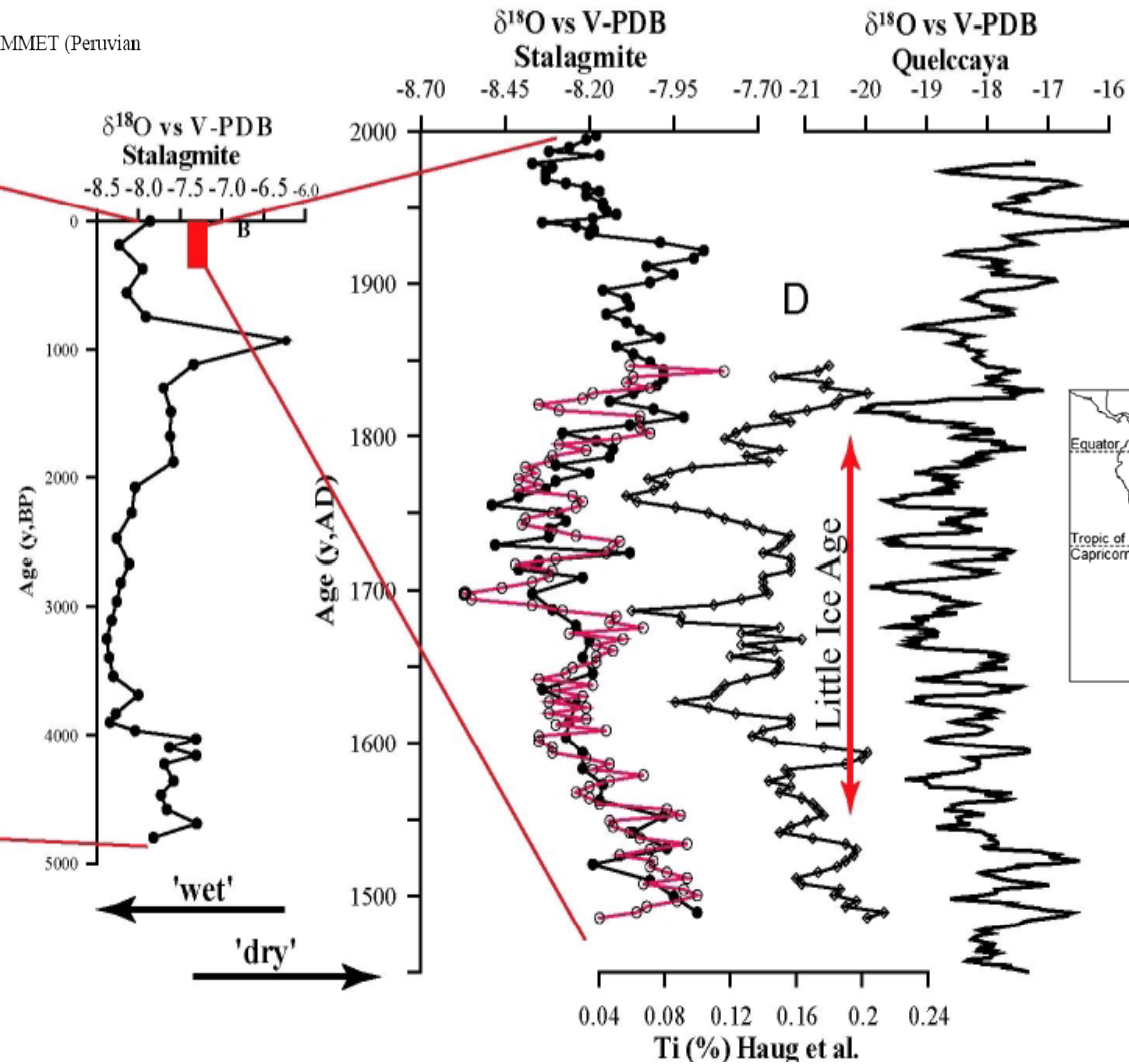 MMET (Peruvian
δ18O vs V-PDB
Stalagmite
-8.5 -8.0 -7.5 -7.0 -6.5 -6.0
0
1000
2000
3000
4000
5000
Age (y,BP)
B
'wet'
'dry'
δ18O vs V-PDB
Stalagmite
-8.70 -8.45 -8.20 -7.95 -7.70
2000
1900
1800
1700
1600
1500
Age (y,AD)
δ18O vs V-PDB
Quelccaya
-21 -20 -19 -18 -17 -16
D
Little Ice Age
0.04 0.08 0.12 0.16 0.2 0.24
Ti (%) Haug et al.
Equator
Tropic of
Capricorn